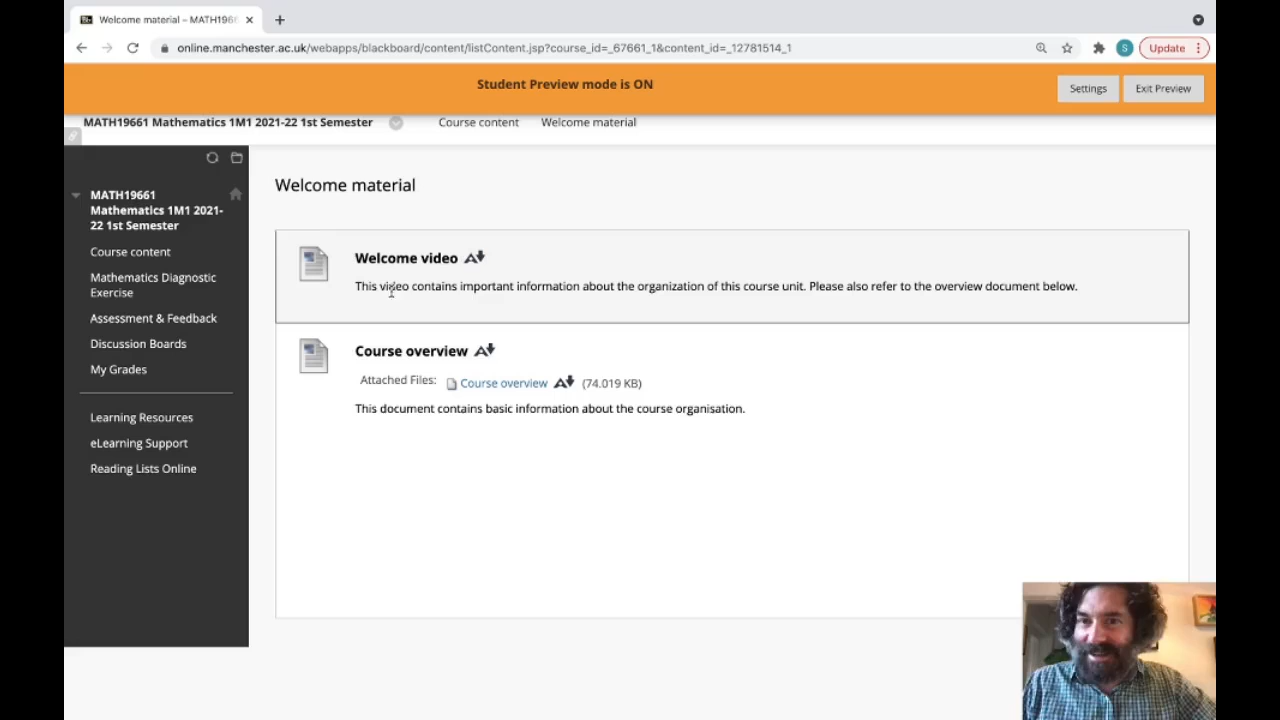 Welcome material – MATH196
online.manchester.ac.uk/webapps/blackboard/content/listContent.jsp?course_id=_67661_1&content_id=_12781514_1
S
Update
Student Preview mode is ON
Settings
Exit Preview
MATH19661 Mathematics 1M1 2021-22 1st Semester
Course content
Welcome material
MATH19661
Mathematics 1M1 2021-
22 1st Semester
Course content
Mathematics Diagnostic
Exercise
Assessment & Feedback
Discussion Boards
My Grades
Learning Resources
eLearning Support
Reading Lists Online
Welcome material
Welcome video
This video contains important information about the organization of this course unit. Please also refer to the overview document below.
Course overview
Attached Files: Course overview (74.019 KB)
This document contains basic information about the course organisation.